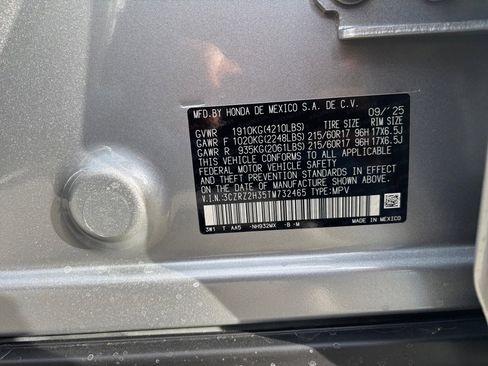 MFD.BY HONDA DE MEXICO S.A. DE C.V. 09/'25
GVWR 1910KG(4210LBS) TIRE SIZE RIM SIZE
GAWR F 1020KG(2248LBS) 215/60R17 96H 17X6.5J
GAWR R 935KG(2061LBS) 215/60R17 96H 17X6.5J
THIS VEHICLE CONFORMS TO ALL APPLICABLE
FEDERAL MOTOR VEHICLE SAFETY, BUMPER,
AND THEFT PREVENTION STANDARDS IN EFFECT
ON THE DATE OF MANUFACTURE SHOWN ABOVE.
V.I.N.:3CZRZ2H35TM732465 TYPE:MPV
3W1 T AA5 -NH932MX -B -M MADE IN MEXICO